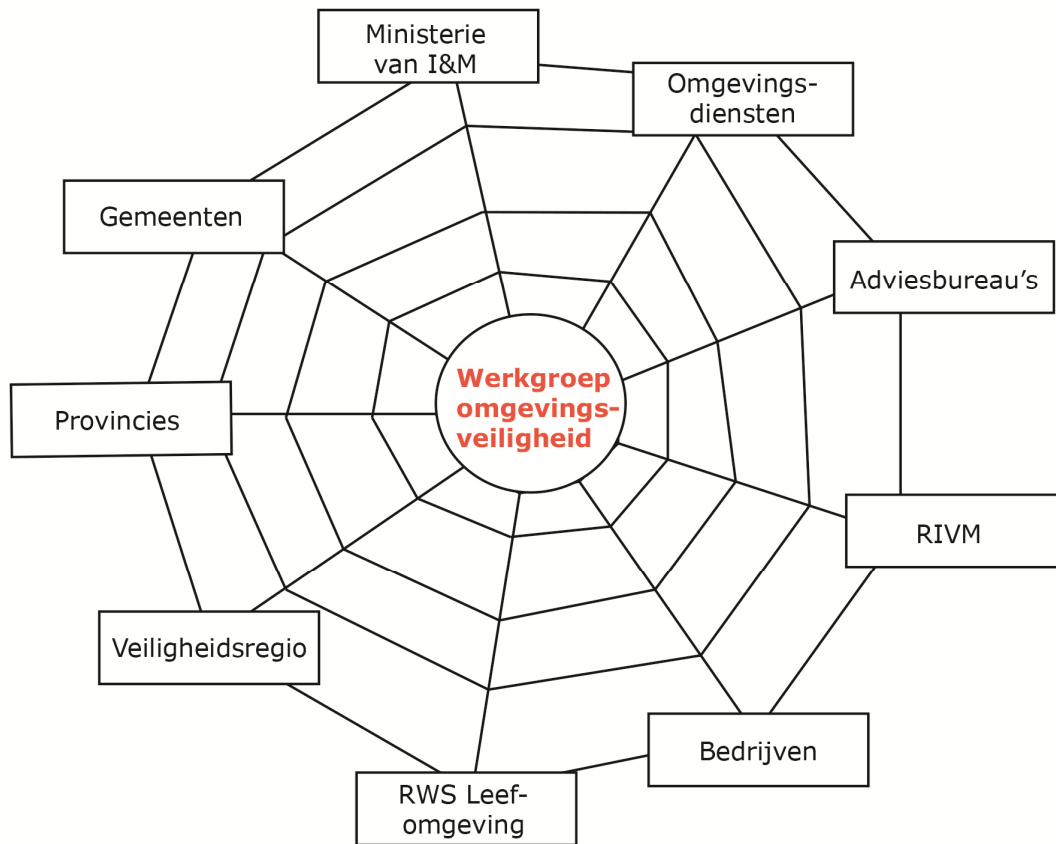 Ministerie
van I&M
Omgevings-
diensten
Gemeenten
Adviesbureau's
Werkgroep
omgevings-
veiligheid
Provincies
RIVM
Veiligheidsregio
Bedrijven
RWS Leef-
omgeving